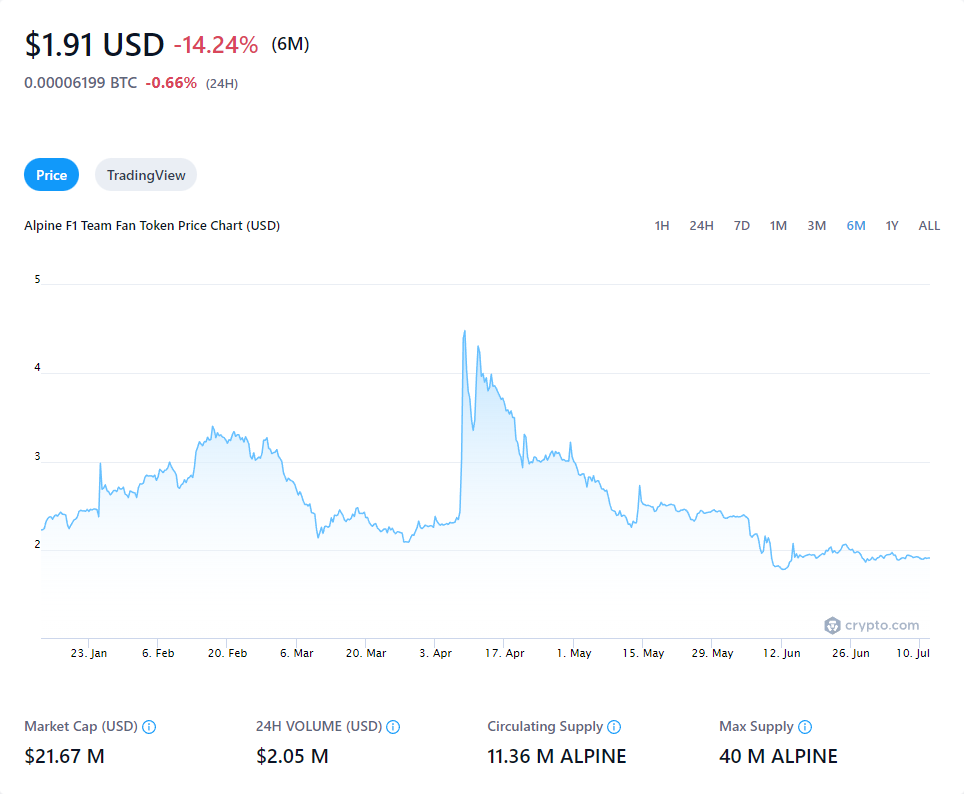 $1.91 USD -14.24% (6M)
0.00006199 BTC -0.66% (24H)
Price TradingView
Alpine F1 Team Fan Token Price Chart (USD) 1H 24H 7D 1M 3M 6M 1Y ALL
5
4
3
2
crypto.com
23. Jan 6. Feb 20. Feb 6. Mar 20. Mar 3. Apr 17. Apr 1. May 15. May 29. May 12. Jun 26. Jun 10. Jul
Market Cap (USD) 24H VOLUME (USD) Circulating Supply Max Supply
$21.67 M $2.05 M 11.36 M ALPINE 40 M ALPINE